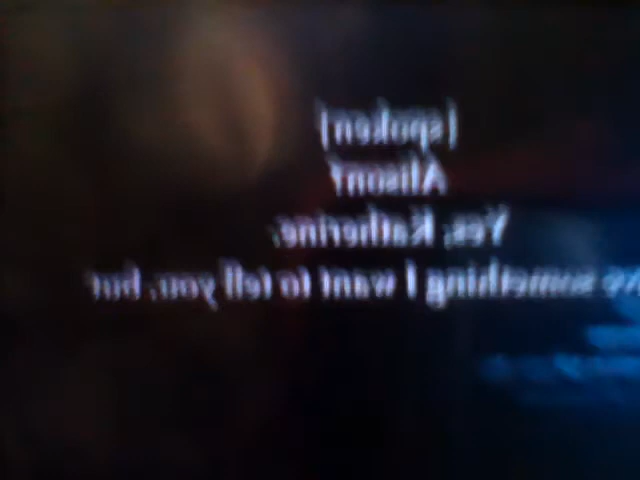 [spoken]
Alison?
Yes, Katherine.
something I want to tell you, but